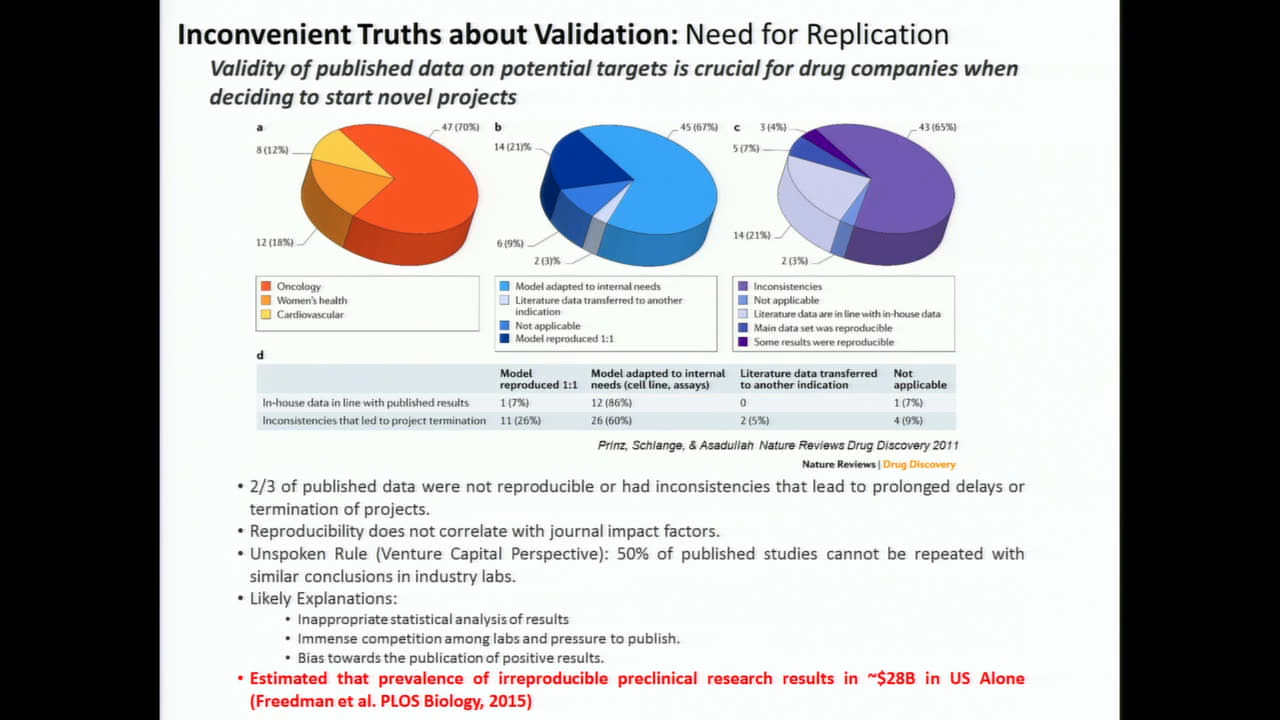 Inconvenient Truths about Validation: Need for Replication
Validity of published data on potential targets is crucial for drug companies when
deciding to start novel projects
a
47 (70%)
8 (12%)
12 (18%)
Oncology
Women's health
Cardiovascular
b
45 (67%)
14 (21)%
6 (9%)
2 (3)%
Model adapted to internal needs
Literature data transferred to another
indication
Not applicable
Model reproduced 1:1
c
3 (4%)
43 (65%)
5 (7%)
14 (21%)
2 (3%)
Inconsistencies
Not applicable
Literature data are in line with in-house data
Main data set was reproducible
Some results were reproducible
d
Model reproduced 1:1
Model adapted to internal needs (cell line, assays)
Literature data transferred to another indication
Not applicable
In-house data in line with published results 1 (7%) 12 (86%) 0 1 (7%)
Inconsistencies that led to project termination 11 (26%) 26 (60%) 2 (5%) 4 (9%)
Prinz, Schlange, & Asadullah Nature Reviews Drug Discovery 2011
Nature Reviews | Drug Discovery
• 2/3 of published data were not reproducible or had inconsistencies that lead to prolonged delays or
termination of projects.
• Reproducibility does not correlate with journal impact factors.
• Unspoken Rule (Venture Capital Perspective): 50% of published studies cannot be repeated with
similar conclusions in industry labs.
• Likely Explanations:
• Inappropriate statistical analysis of results
• Immense competition among labs and pressure to publish.
• Bias towards the publication of positive results.
• Estimated that prevalence of irreproducible preclinical research results in ~$28B in US Alone
(Freedman et al. PLOS Biology, 2015)